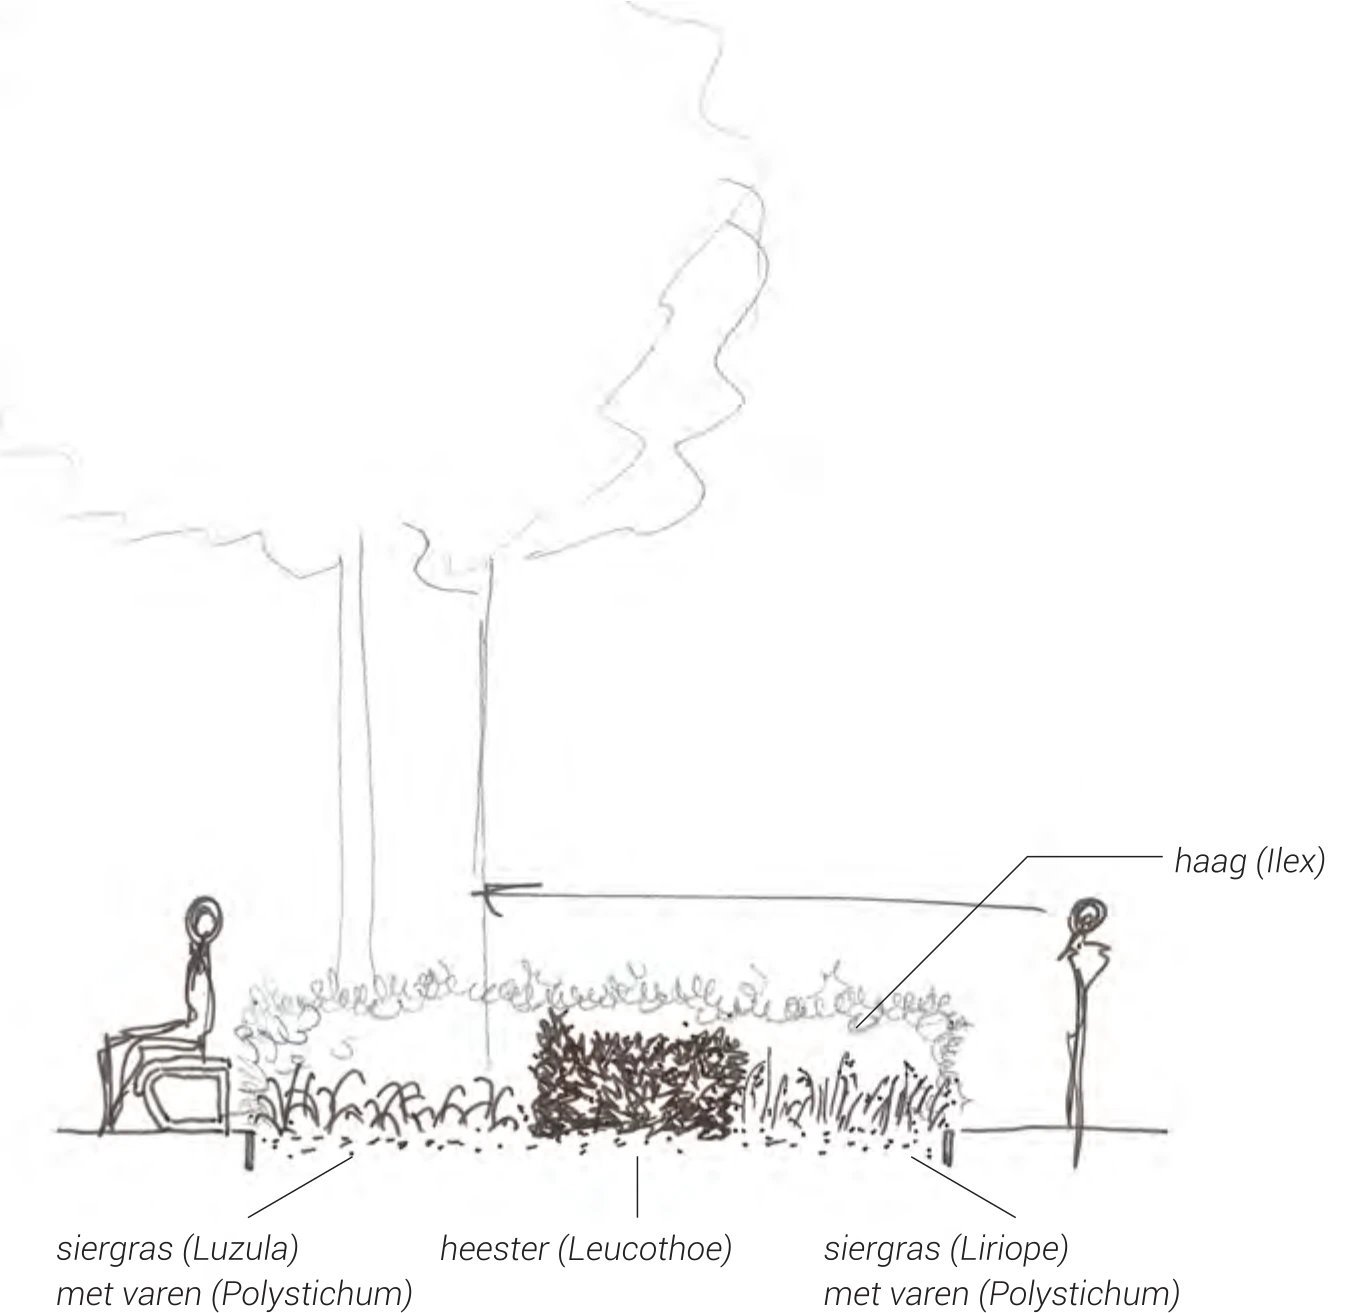 haag (Ilex)
siergras (Luzula)
met varen (Polystichum)
heester (Leucothoe)
siergras (Liriope)
met varen (Polystichum)